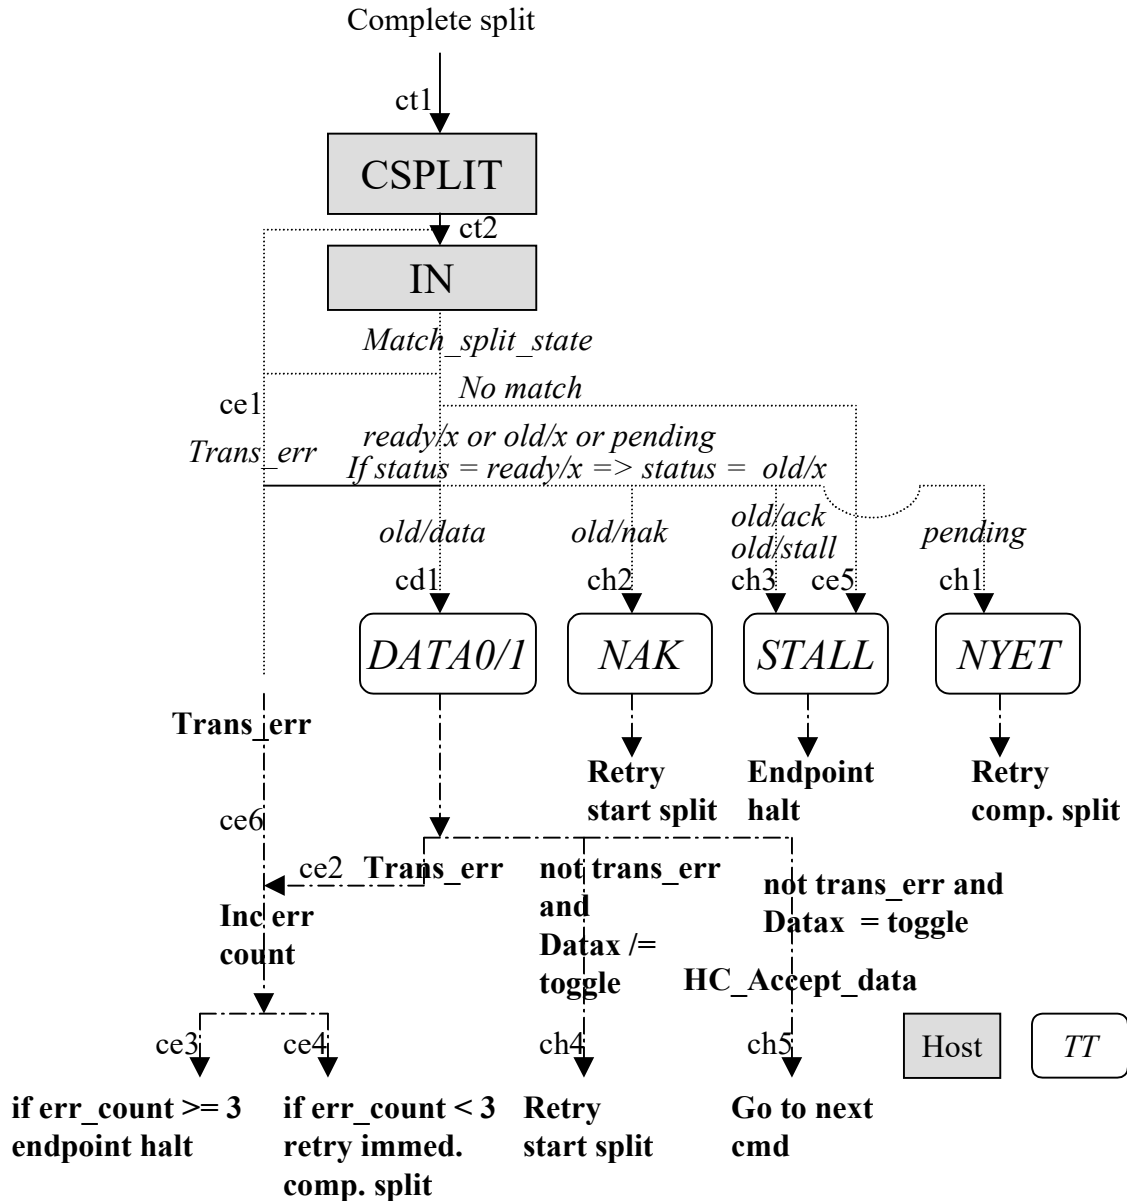 Complete split
ct1
CSPLIT
ct2
IN
Match_split_state
No match
ce1
Trans_err
ready/x or old/x or pending
If status = ready/x => status = old/x
old/data
old/nak
old/ack
old/stall
pending
cd1
ch2
ch3
ce5
ch1
DATA0/1
NAK
STALL
NYET
Trans_err
Retry
start split
Endpoint
halt
Retry
comp. split
ce6
ce2
Trans_err
not trans_err
and
Datax /=
toggle
not trans_err and
Datax = toggle
Inc err
count
HC_Accept_data
ce3
ce4
ch4
ch5
Host
TT
if err_count >= 3
endpoint halt
if err_count < 3
retry immed.
comp. split
Retry
start split
Go to next
cmd